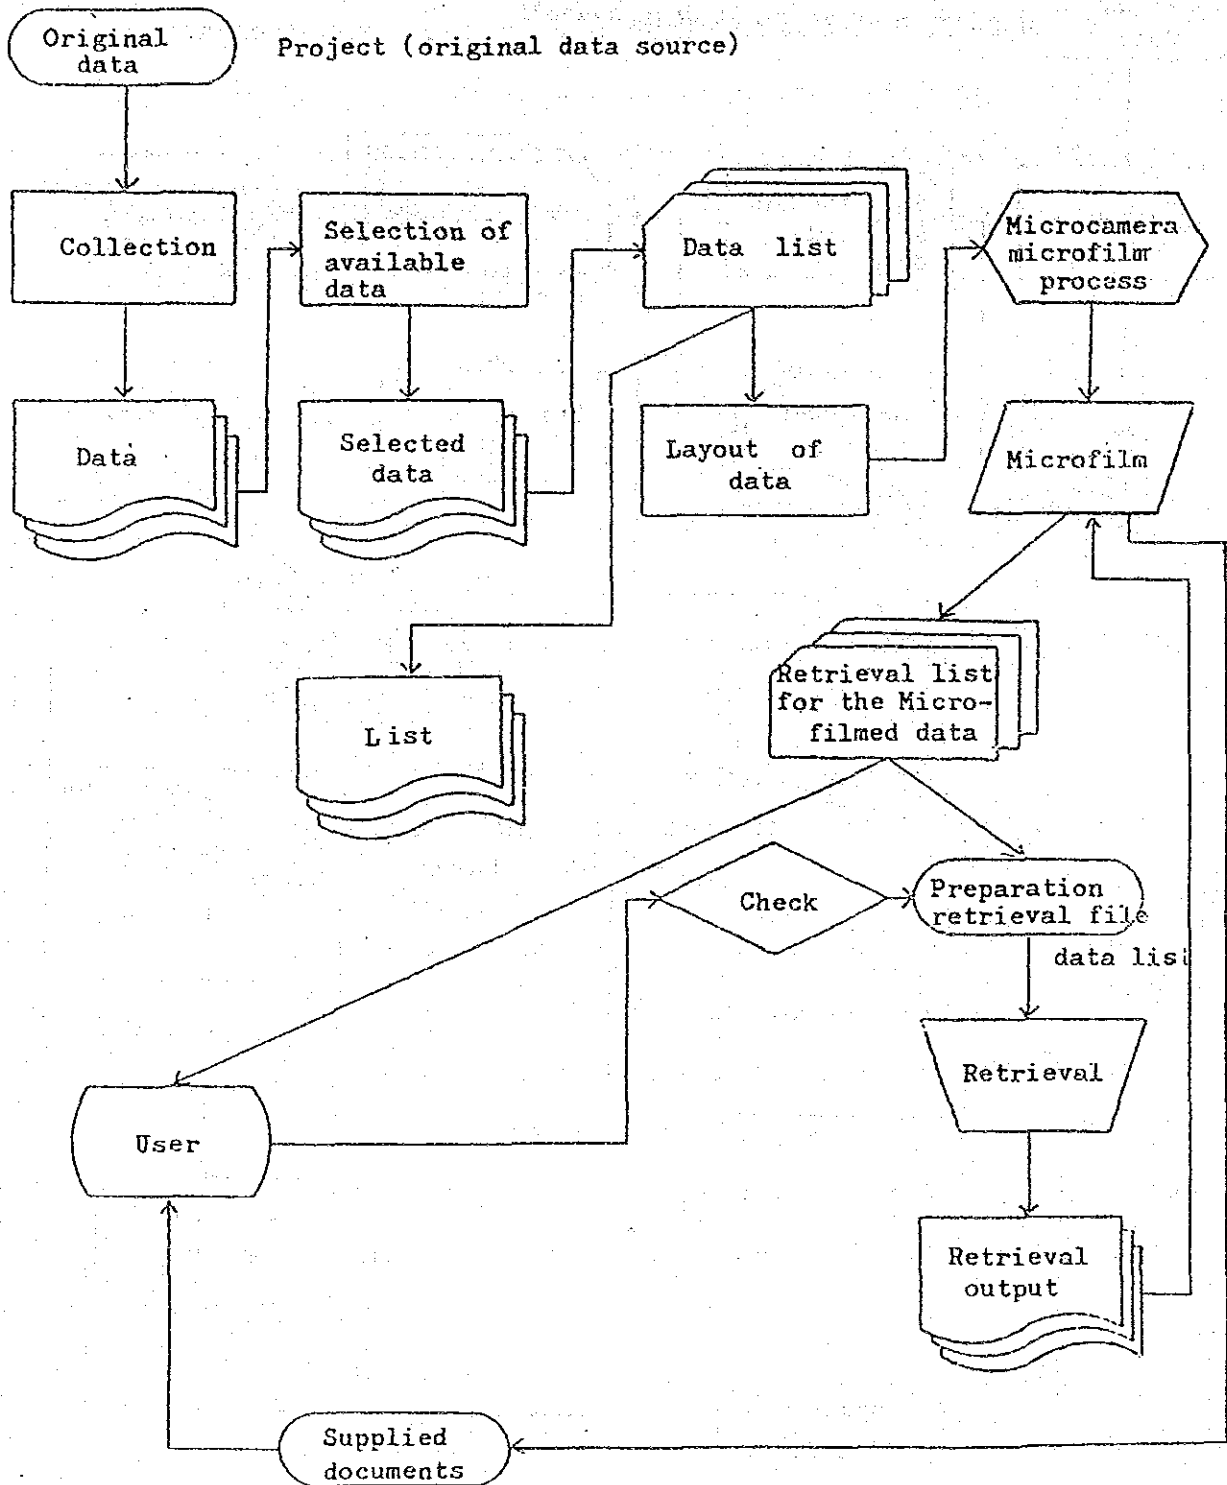 Original
data
Project (original data source)
Collection
Selection of
available
data
Data list
Microcamera
microfilm
process
Data
Selected
data
Layout of
data
Microfilm
List
Retrieval list
for the Micro-
filmed data
Check
Preparation
retrieval file
data list
Retrieval
User
Retrieval
output
Supplied
documents